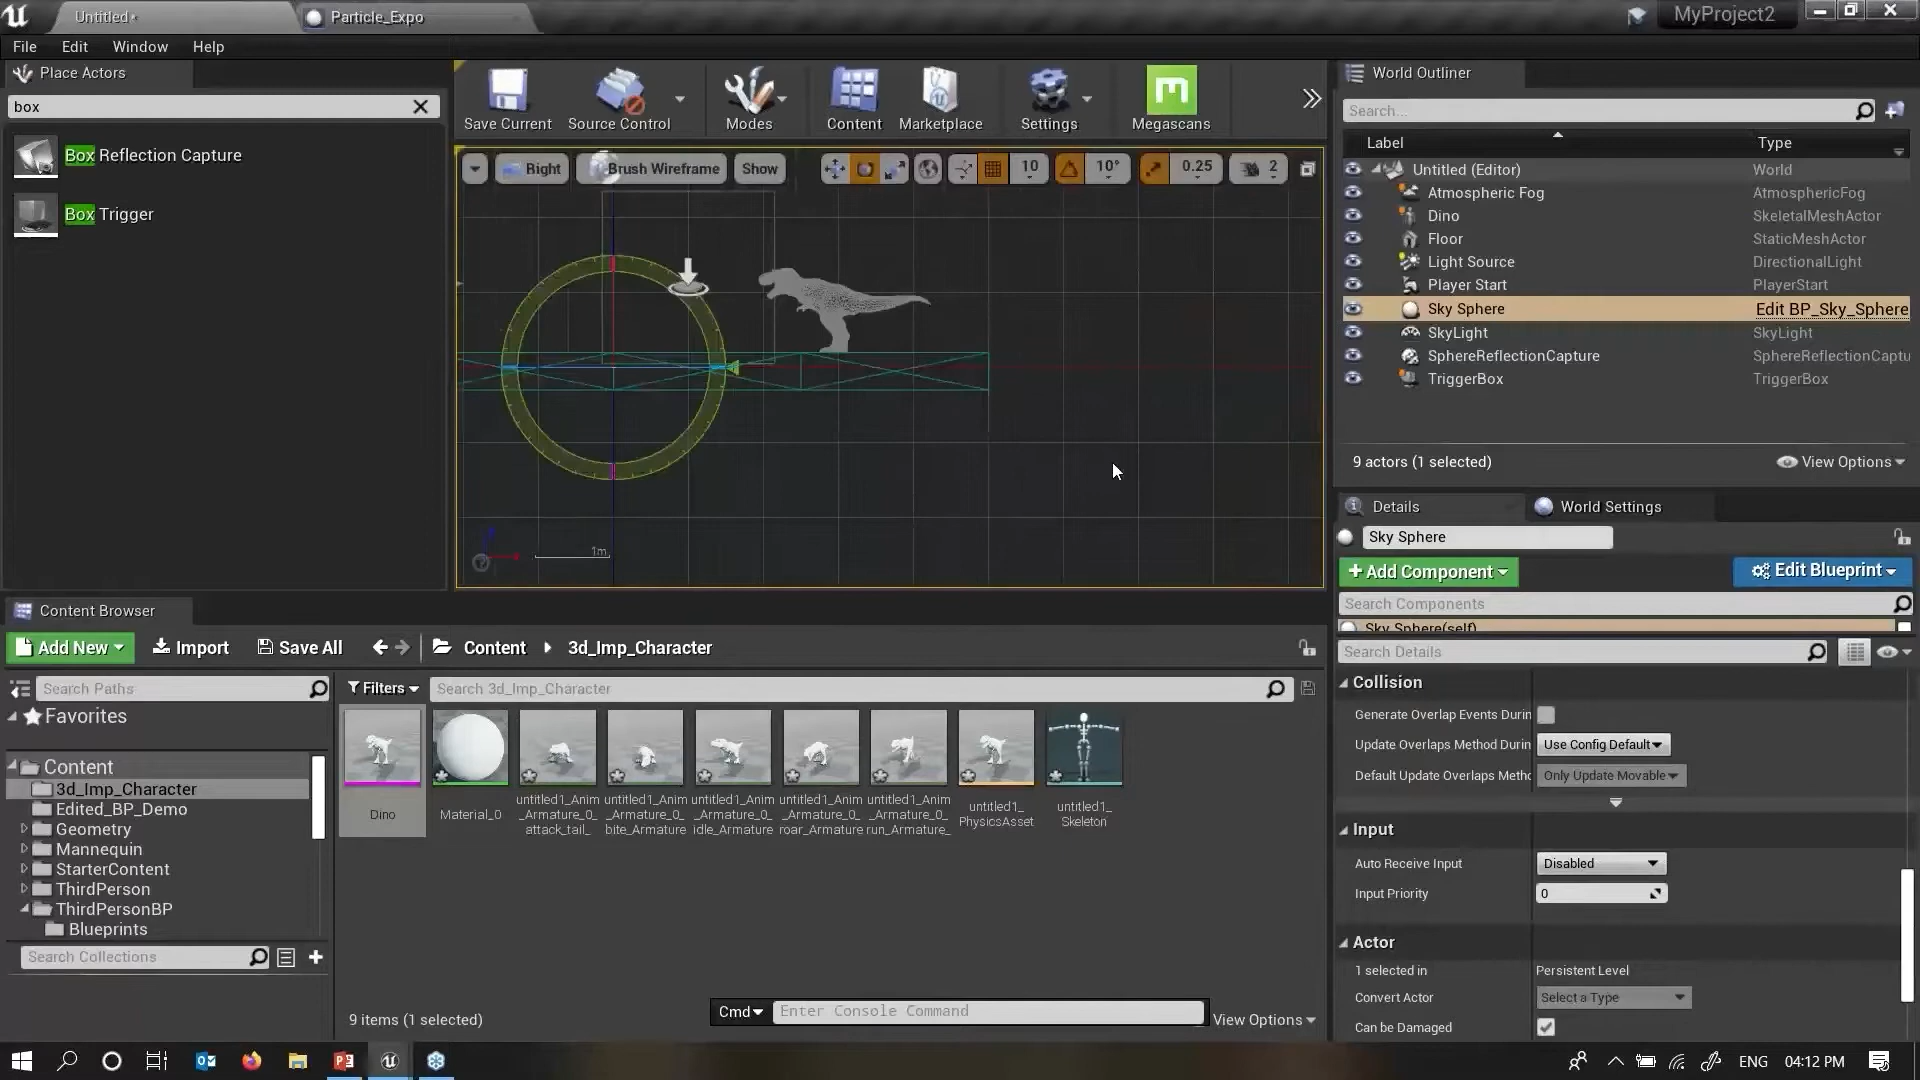 Untitled*
Particle_Expo
MyProject2
File
Edit
Window
Help
Place Actors
box
Box Reflection Capture
Box Trigger
Save Current
Source Control
Modes
Content
Marketplace
Settings
Megascans
Right
Brush Wireframe
Show
10
10°
0.25
2
1m
World Outliner
Search...
Label
Type
Untitled (Editor)
World
Atmospheric Fog
AtmosphericFog
Dino
SkeletalMeshActor
Floor
StaticMeshActor
Light Source
DirectionalLight
Player Start
PlayerStart
Sky Sphere
Edit BP_Sky_Sphere
SkyLight
SkyLight
SphereReflectionCapture
SphereReflectionCaptu
TriggerBox
TriggerBox
9 actors (1 selected)
View Options
Details
World Settings
Sky Sphere
+ Add Component
Edit Blueprint
Search Components
Sky Sphere(self)
Search Details
Collision
Generate Overlap Events Durin
Update Overlaps Method Durin
Use Config Default
Default Update Overlaps Metho
Only Update Movable
Input
Auto Receive Input
Disabled
Input Priority
0
Actor
1 selected in
Persistent Level
Convert Actor
Select a Type
Can be Damaged
Content Browser
Add New
Import
Save All
Content
3d_Imp_Character
Search Paths
Filters
Search 3d_Imp_Character
Favorites
Content
3d_Imp_Character
Edited_BP_Demo
Geometry
Mannequin
StarterContent
ThirdPerson
ThirdPersonBP
Blueprints
Search Collections
Dino
Material_0
untitled1_Anim
_Armature_0_
attack_tail_
untitled1_Anim
_Armature_0_
bite_Armature
untitled1_Anim
_Armature_0_
idle_Armature
untitled1_Anim
_Armature_0_
roar_Armature
untitled1_Anim
_Armature_0_
run_Armature_
untitled1_
PhysicsAsset
untitled1_
Skeleton
9 items (1 selected)
Cmd
Enter Console Command
View Options
ENG
04:12 PM